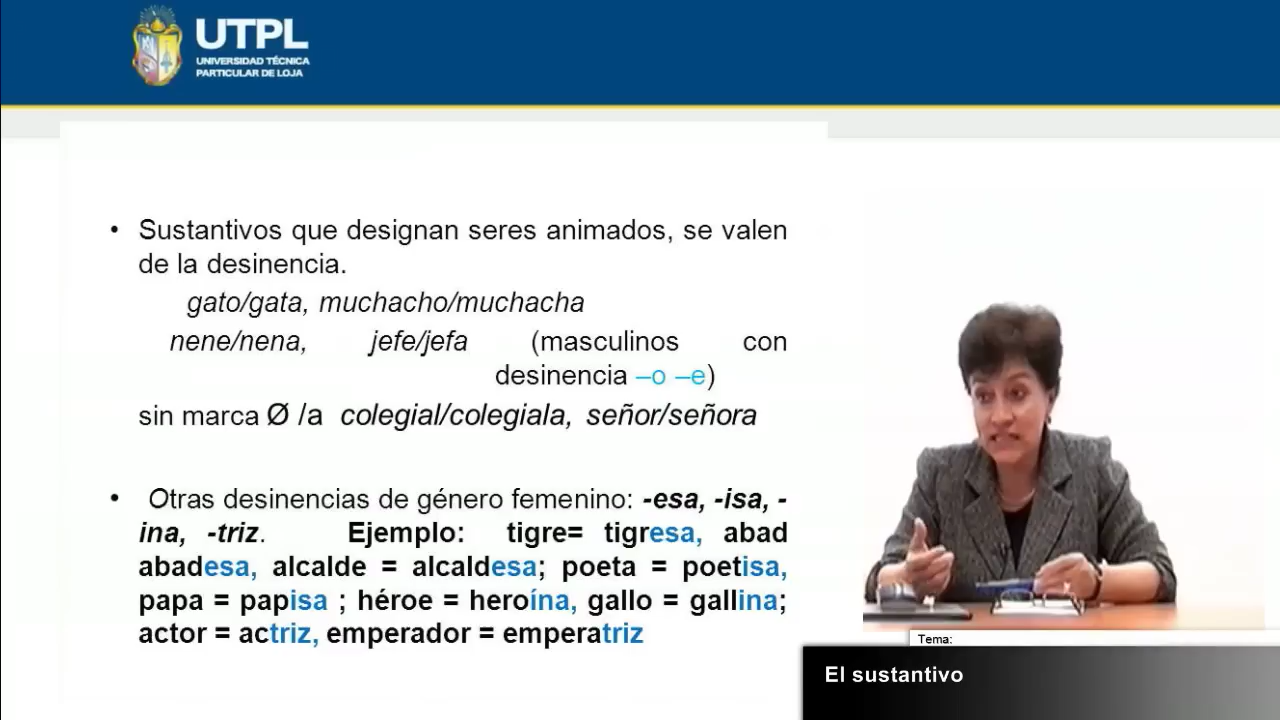 UTPL
UNIVERSIDAD TÉCNICA
PARTICULAR DE LOJA
• Sustantivos que designan seres animados, se valen
de la desinencia.
gato/gata, muchacho/muchacha
nene/nena, jefe/jefa (masculinos con
desinencia –o –e)
sin marca Ø /a colegial/colegiala, señor/señora
• Otras desinencias de género femenino: -esa, -isa, -
ina, -triz. Ejemplo: tigre= tigresa, abad
abadesa, alcalde = alcaldesa; poeta = poetisa,
papa = papisa ; héroe = heroína, gallo = gallina;
actor = actriz, emperador = emperatriz
Tema:
El sustantivo